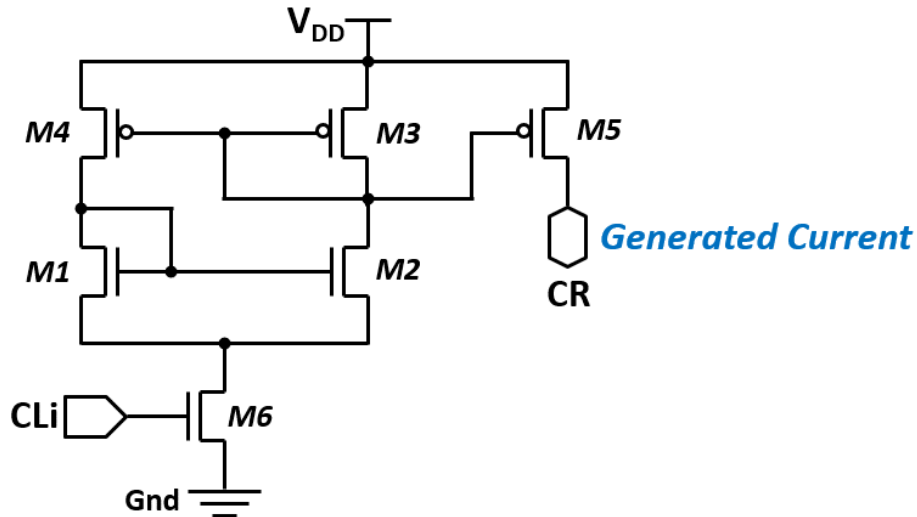 VDD
M4
M3
M5
Generated Current
M1
M2
CR
CLi
M6
Gnd